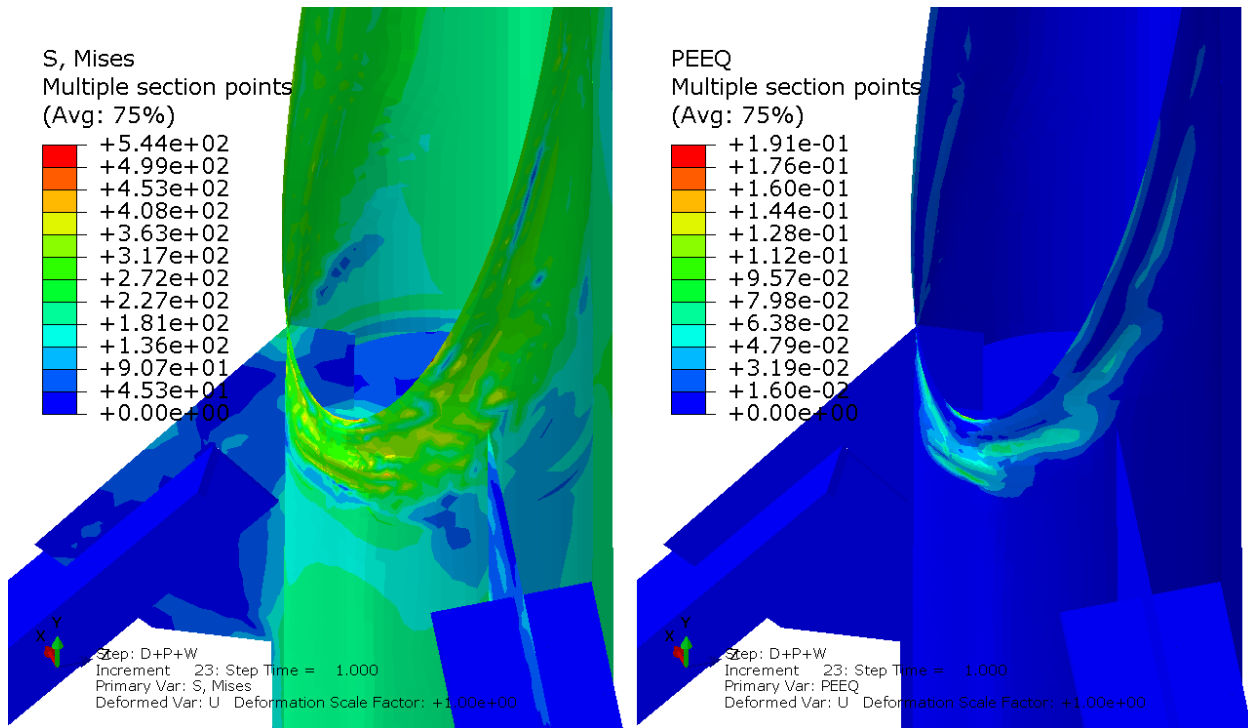 S, Mises
Multiple section points
(Avg: 75%)
+5.44e+02
+4.99e+02
+4.53e+02
+4.08e+02
+3.63e+02
+3.17e+02
+2.72e+02
+2.27e+02
+1.81e+02
+1.36e+02
+9.07e+01
+4.53e+01
+0.00e+00
Y
X
Z
Step: D+P+W
Increment 23: Step Time = 1.000
Primary Var: S, Mises
Deformed Var: U Deformation Scale Factor: +1.00e+00
PEEQ
Multiple section points
(Avg: 75%)
+1.91e-01
+1.76e-01
+1.60e-01
+1.44e-01
+1.28e-01
+1.12e-01
+9.57e-02
+7.98e-02
+6.38e-02
+4.79e-02
+3.19e-02
+1.60e-02
+0.00e+00
Y
X
Z
Step: D+P+W
Increment 23: Step Time = 1.000
Primary Var: PEEQ
Deformed Var: U Deformation Scale Factor: +1.00e+00